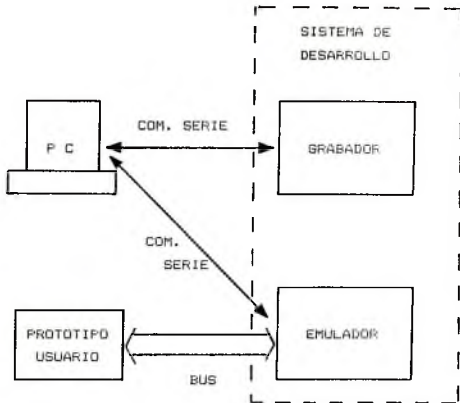 SISTEMA DE
DESARROLLO
COM. SERIE
P C
GRABADOR
COM.
SERIE
PROTOTIPO
USUARIO
EMULADOR
BUS